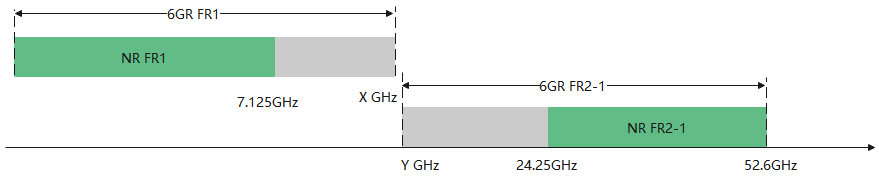 6GR FR1
NR FR1
7.125GHz
X GHz
6GR FR2-1
NR FR2-1
Y GHz
24.25GHz
52.6GHz